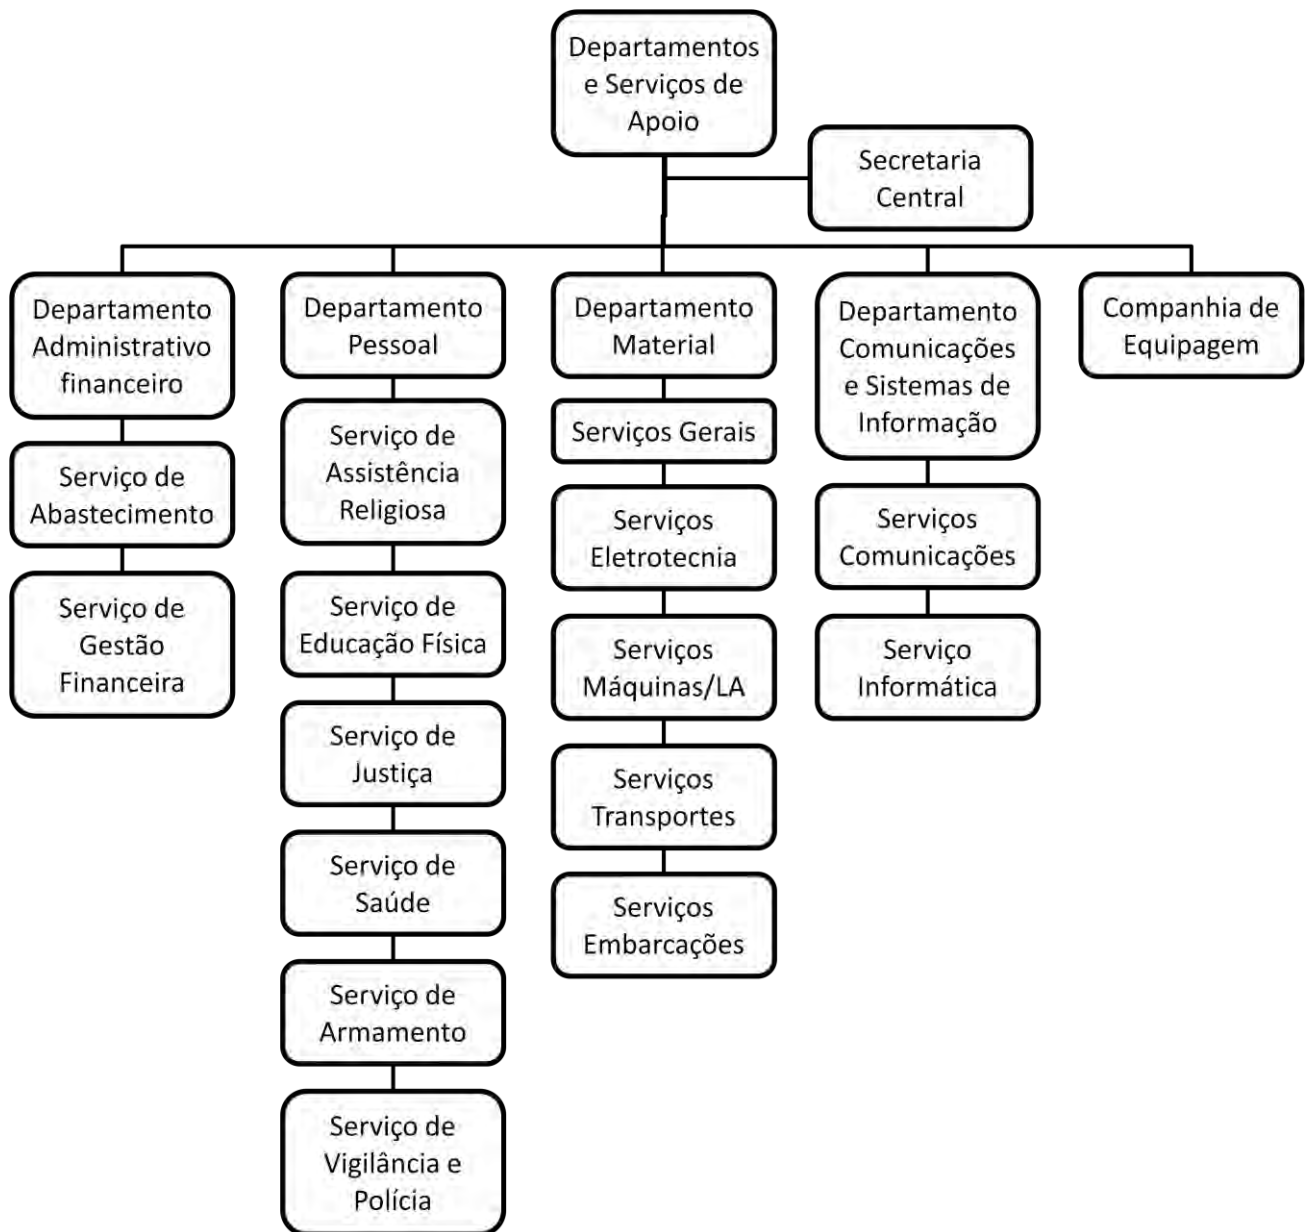 Departamentos
e Serviços de
Apoio
Secretaria
Central
Departamento
Administrativo
financeiro
Serviço de
Abastecimento
Serviço de
Gestão
Financeira
Departamento
Pessoal
Serviço de
Assistência
Religiosa
Serviço de
Educação Física
Serviço de
Justiça
Serviço de
Saúde
Serviço de
Armamento
Serviço de
Vigilância e
Polícia
Departamento
Material
Serviços Gerais
Serviços
Eletrotecnia
Serviços
Máquinas/LA
Serviços
Transportes
Serviços
Embarcações
Departamento
Comunicações
e Sistemas de
Informação
Serviços
Comunicações
Serviço
Informática
Companhia de
Equipagem